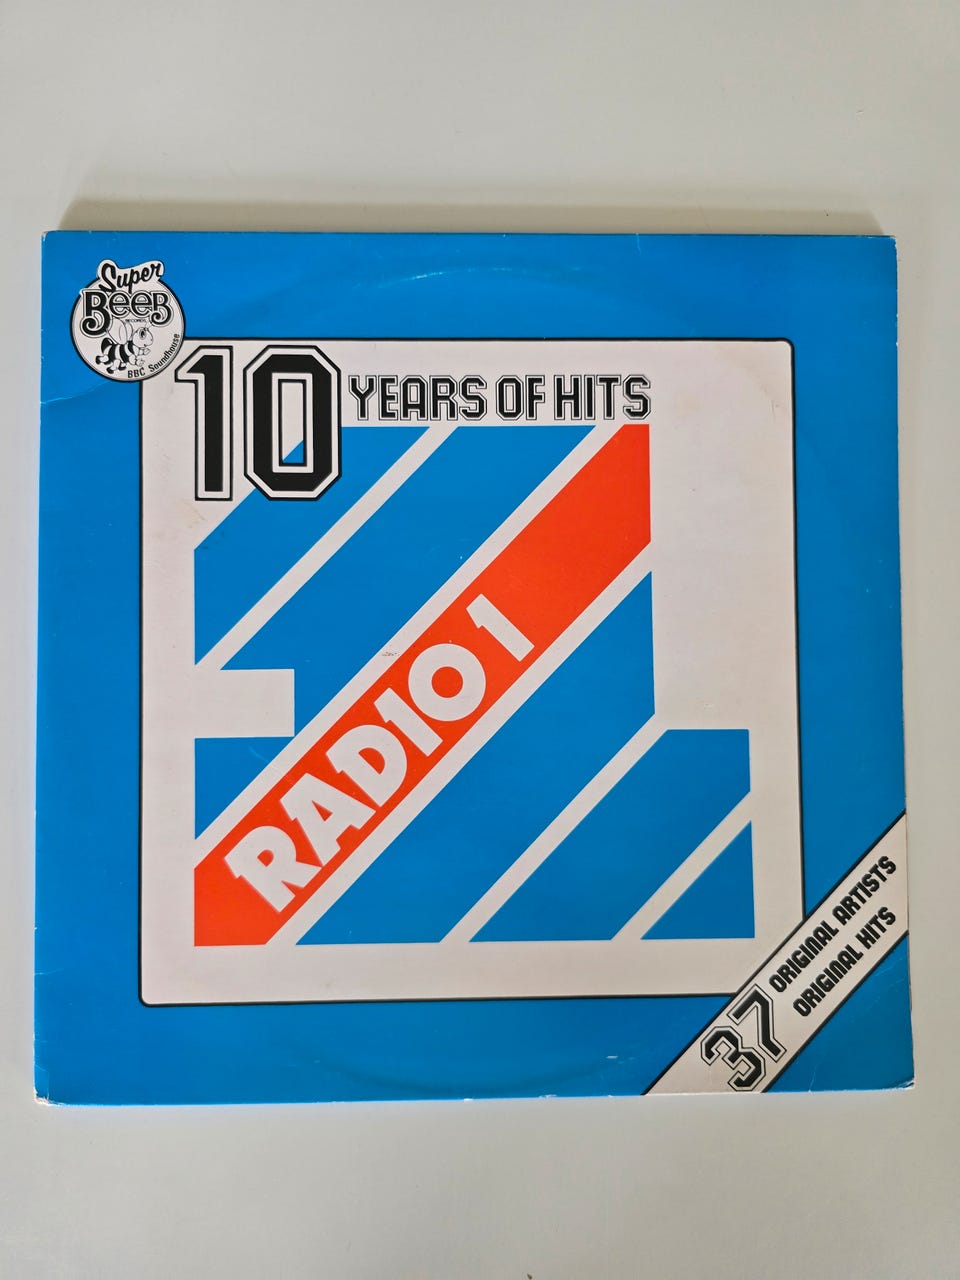 Super
BeeB
RECORDS
BBC Soundhouse
10 YEARS OF HITS
RADIO 1
37 ORIGINAL ARTISTS
ORIGINAL HITS